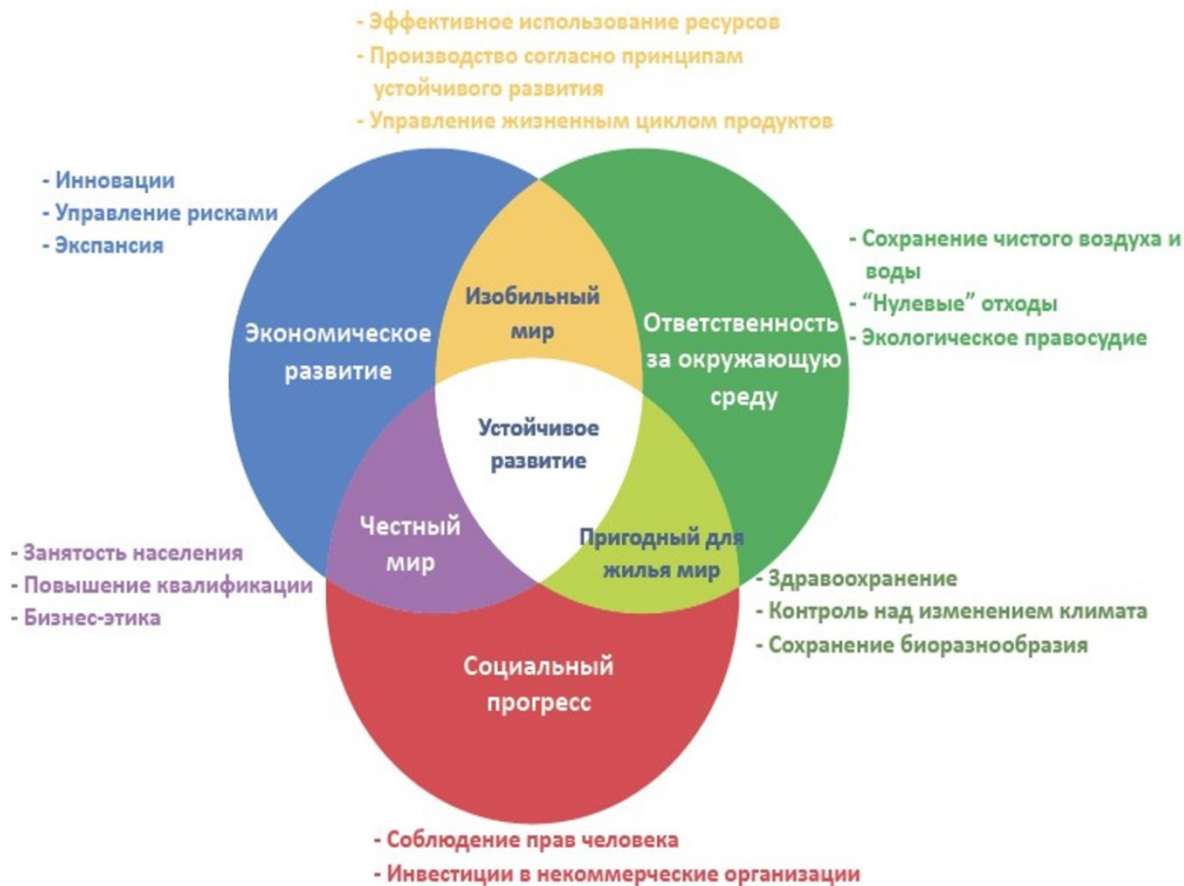 - Эффективное использование ресурсов
- Производство согласно принципам
устойчивого развития
- Управление жизненным циклом продуктов
- Инновации
- Управление рисками
- Экспансия
- Сохранение чистого воздуха и
воды
- “Нулевые” отходы
- Экологическое правосудие
Изобильный
мир
Экономическое
развитие
Ответственность
за окружающую
среду
Устойчивое
развитие
Честный
мир
Пригодный для
жилья мир
- Занятость населения
- Повышение квалификации
- Бизнес-этика
- Здравоохранение
- Контроль над изменением климата
- Сохранение биоразнообразия
Социальный
прогресс
- Соблюдение прав человека
- Инвестиции в некоммерческие организации